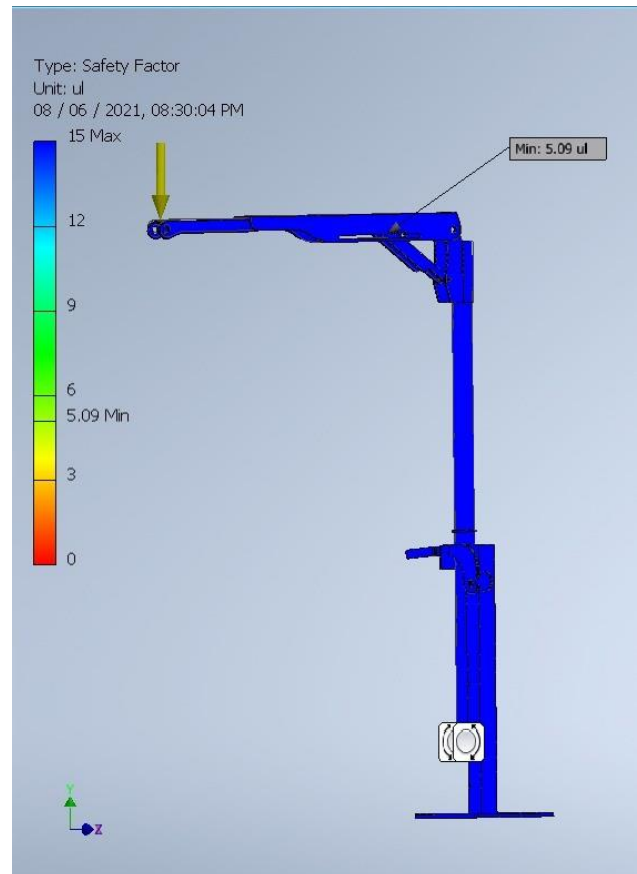 Type: Safety Factor
Unit: ul
08 / 06 / 2021, 08:30:04 PM
15 Max
Min: 5.09 ul
12
9
6
5.09 Min
3
0
Y
Z